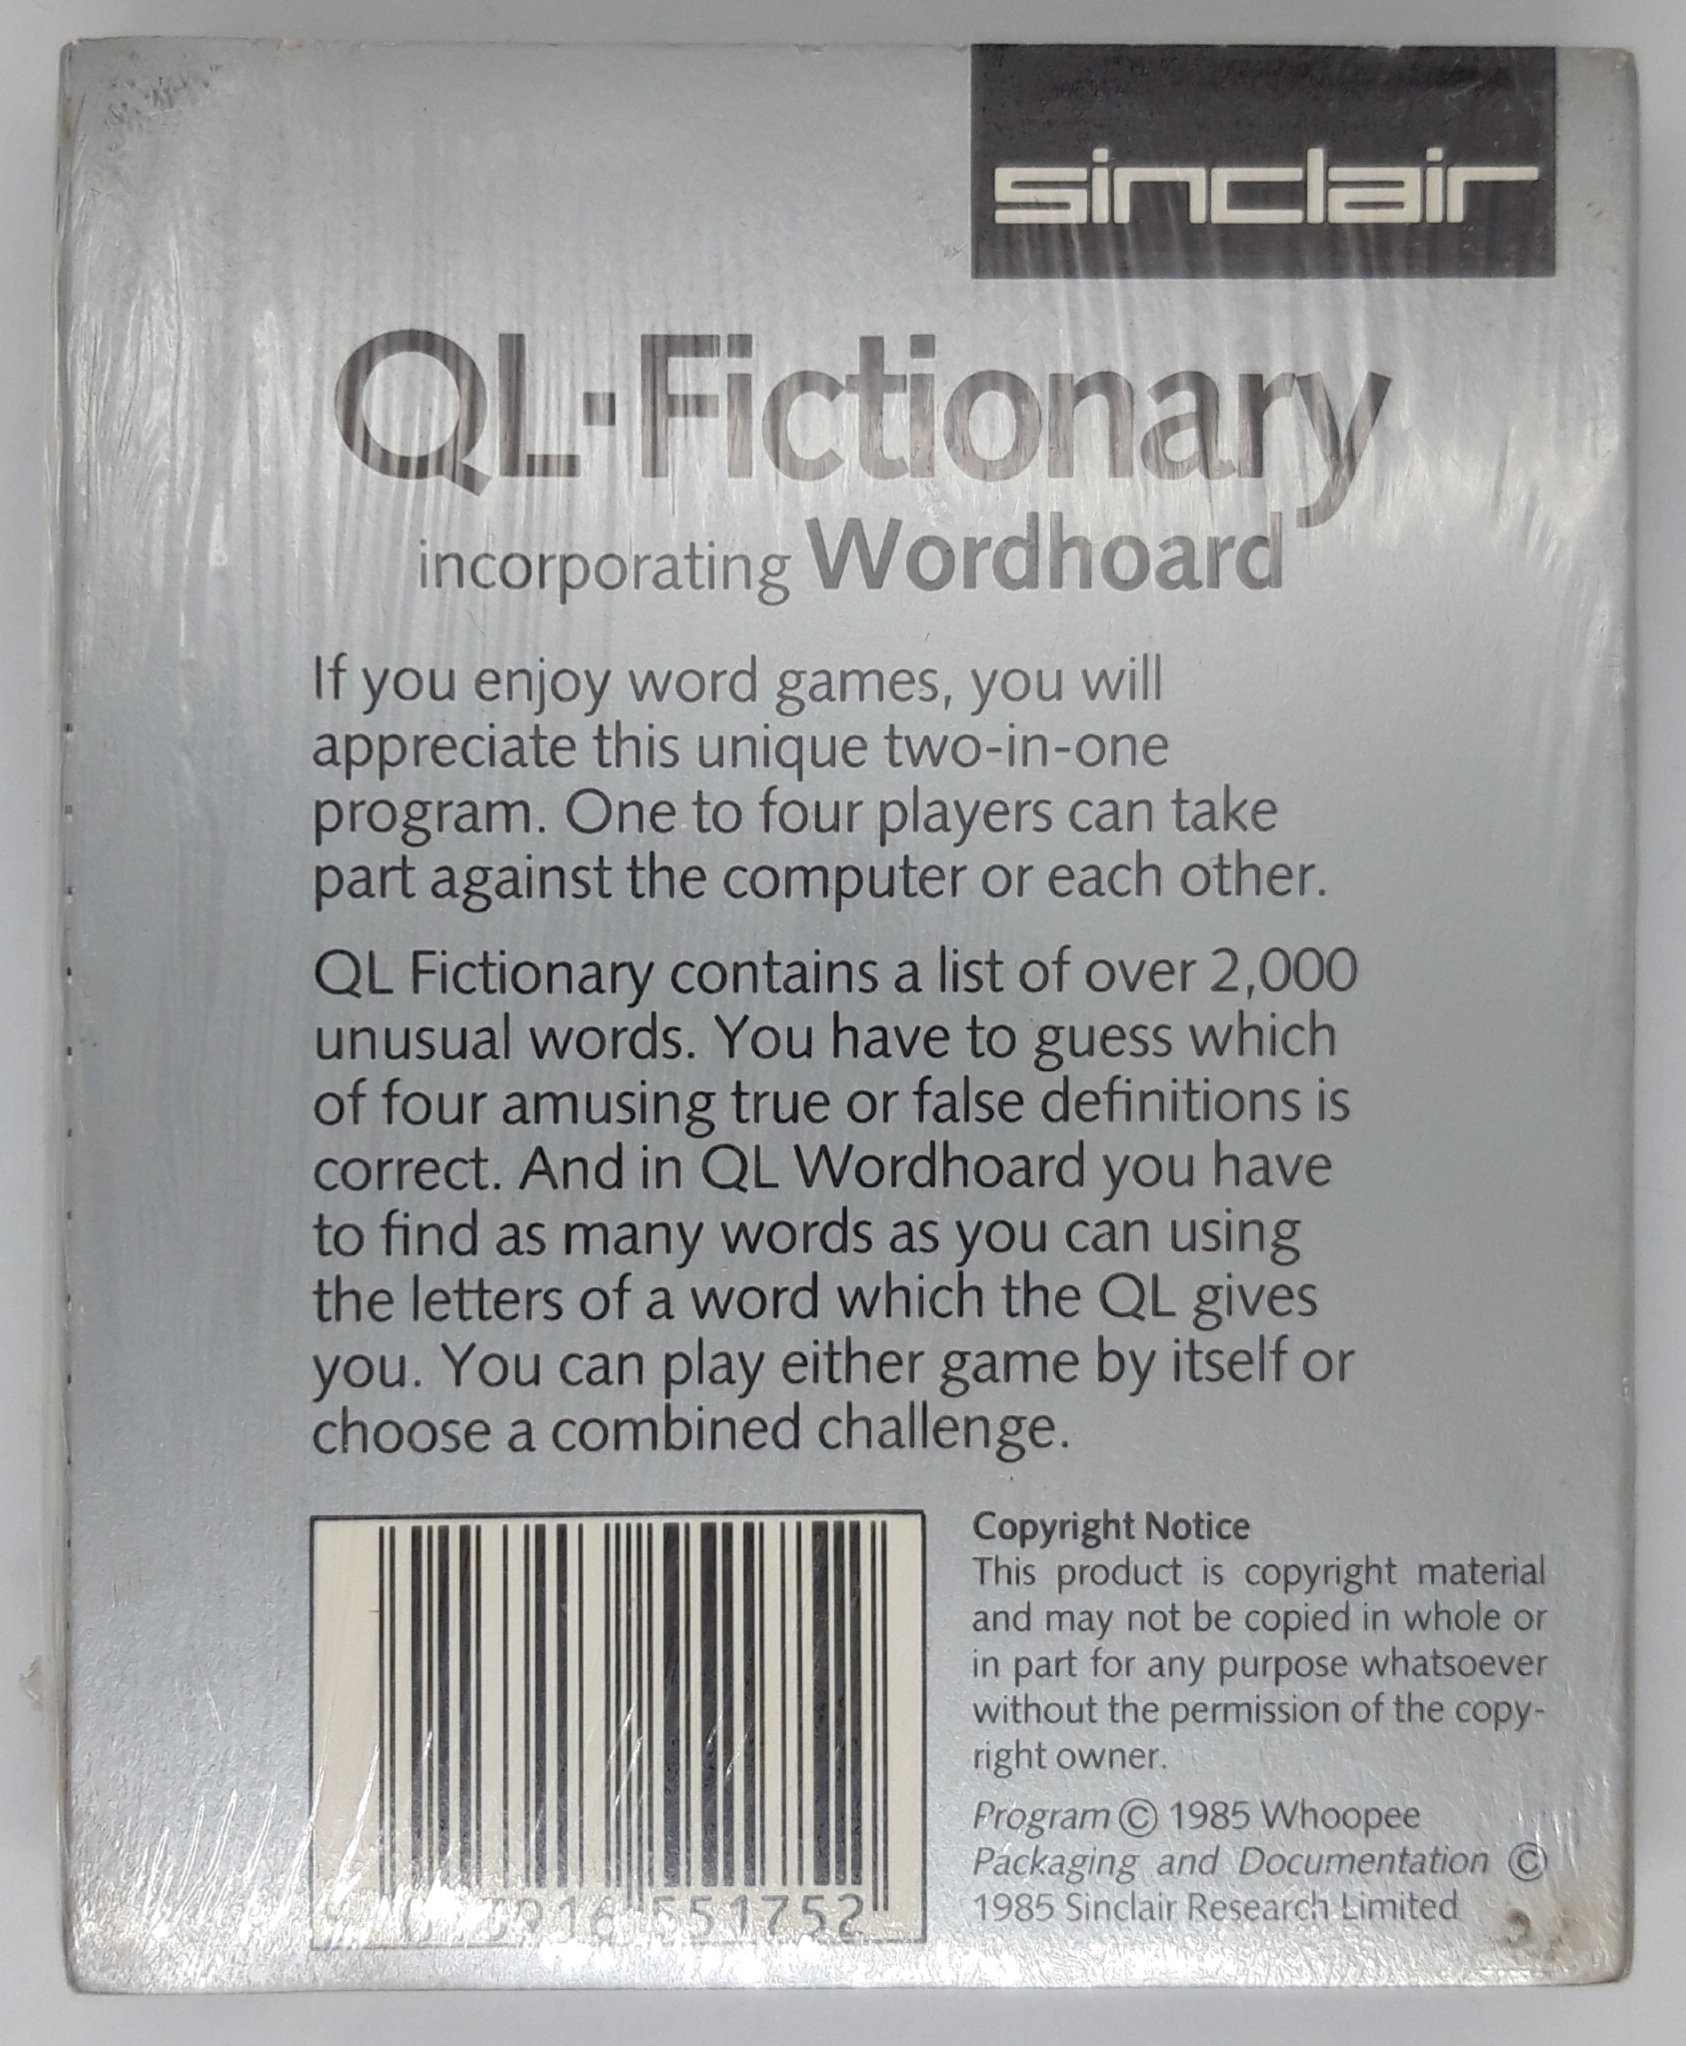 sinclair
QL·Fictionary
incorporating Wordhoard
If you enjoy word games, you will
appreciate this unique two-in-one
program. One to four players can take
part against the computer or each other.
QL Fictionary contains a list of over 2,000
unusual words. You have to guess which
of four amusing true or false definitions is
correct. And in QL Wordhoard you have
to find as many words as you can using
the letters of a word which the QL gives
you. You can play either game by itself or
choose a combined challenge.
Copyright Notice
This product is copyright material
and may not be copied in whole or
in part for any purpose whatsoever
without the permission of the copy-
right owner.
Program © 1985 Whoopee
Packaging and Documentation ©
1985 Sinclair Research Limited
551752